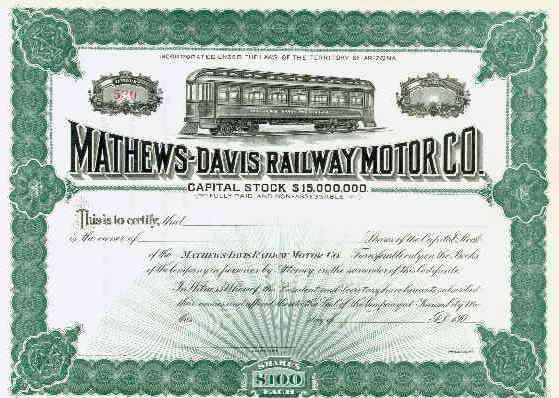 INCORPORATED UNDER THE LAWS OF THE TERRITORY OF ARIZONA
NUMBER
520
MATHEWS-DAVIS RAILWAY MOTOR CO.
CAPITAL STOCK $15,000,000.
FULLY PAID AND NON-ASSESSABLE
This is to certify, that
is the owner of Shares of the Capital Stock
of the MATHEWS-DAVIS RAILWAY MOTOR CO. Transferable only on the Books
of the Company in person or by Attorney, on the surrender of this Certificate.
In Witness Whereof, the President and Secretary have hereunto subscribed
their names and affixed the Seal of the Company at
this day of A.D. 190
SHARES
$100
EACH